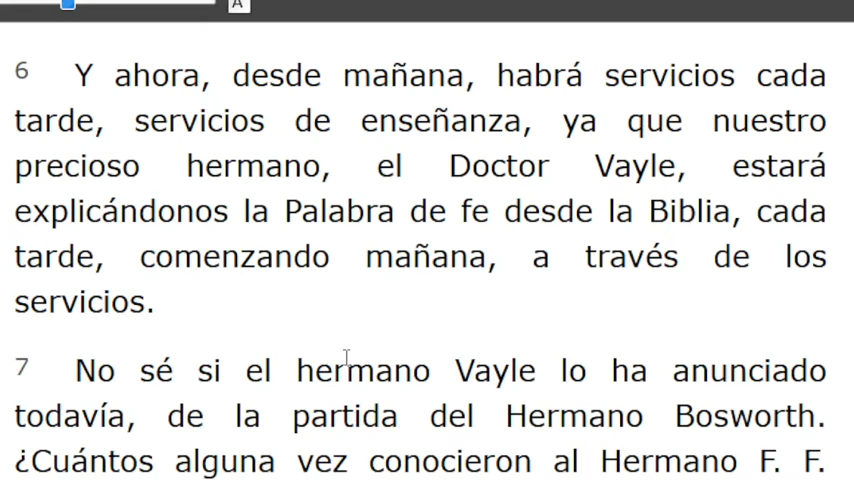 A
6 Y ahora, desde mañana, habrá servicios cada
tarde, servicios de enseñanza, ya que nuestro
precioso hermano, el Doctor Vayle, estará
explicándonos la Palabra de fe desde la Biblia, cada
tarde, comenzando mañana, a través de los
servicios.
7 No sé si el hermano Vayle lo ha anunciado
todavía, de la partida del Hermano Bosworth.
¿Cuántos alguna vez conocieron al Hermano F. F.